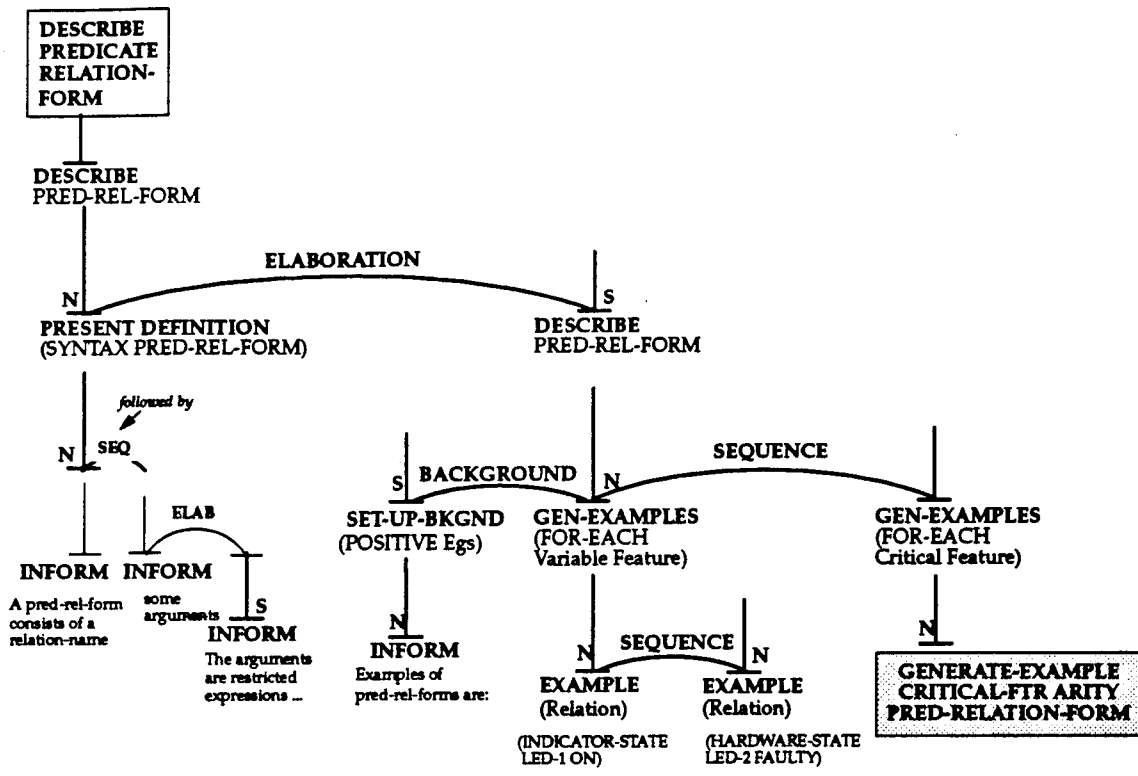 DESCRIBE
PREDICATE
RELATION-
FORM
DESCRIBE
PRED-REL-FORM
ELABORATION
N
S
PRESENT DEFINITION
(SYNTAX PRED-REL-FORM)
DESCRIBE
PRED-REL-FORM
followed by
N
SEQ
SEQUENCE
BACKGROUND
S
N
ELAB
SET-UP-BKGND
(POSITIVE Egs)
GEN-EXAMPLES
(FOR-EACH
Variable Feature)
GEN-EXAMPLES
(FOR-EACH
Critical Feature)
INFORM
A pred-rel-form
consists of a
relation-name
INFORM
some
arguments
S
INFORM
The arguments
are restricted
expressions ...
N
INFORM
Examples of
pred-rel-forms are:
N
SEQUENCE
N
EXAMPLE
(Relation)
(INDICATOR-STATE
LED-1 ON)
EXAMPLE
(Relation)
(HARDWARE-STATE
LED-2 FAULTY)
N
GENERATE-EXAMPLE
CRITICAL-FTR ARITY
PRED-RELATION-FORM